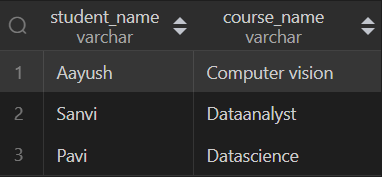 student_name course_name
varchar varchar
1 Aayush Computer vision
2 Sanvi Dataanalyst
3 Pavi Datascience